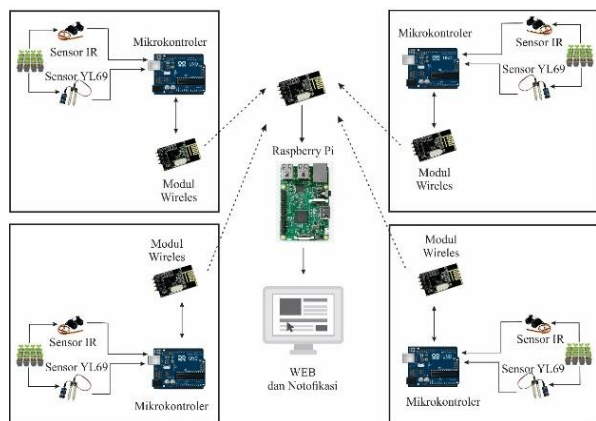 Mikrokontroler
Sensor IR
Sensor YL69
Modul
Wireles
Raspberry Pi
Mikrokontroler
Sensor IR
Sensor YL69
Modul
Wireles
Modul
Wireles
Sensor IR
Sensor YL69
Mikrokontroler
WEB
dan Notofikasi
Modul
Wireles
Sensor IR
Sensor YL69
Mikrokontroler